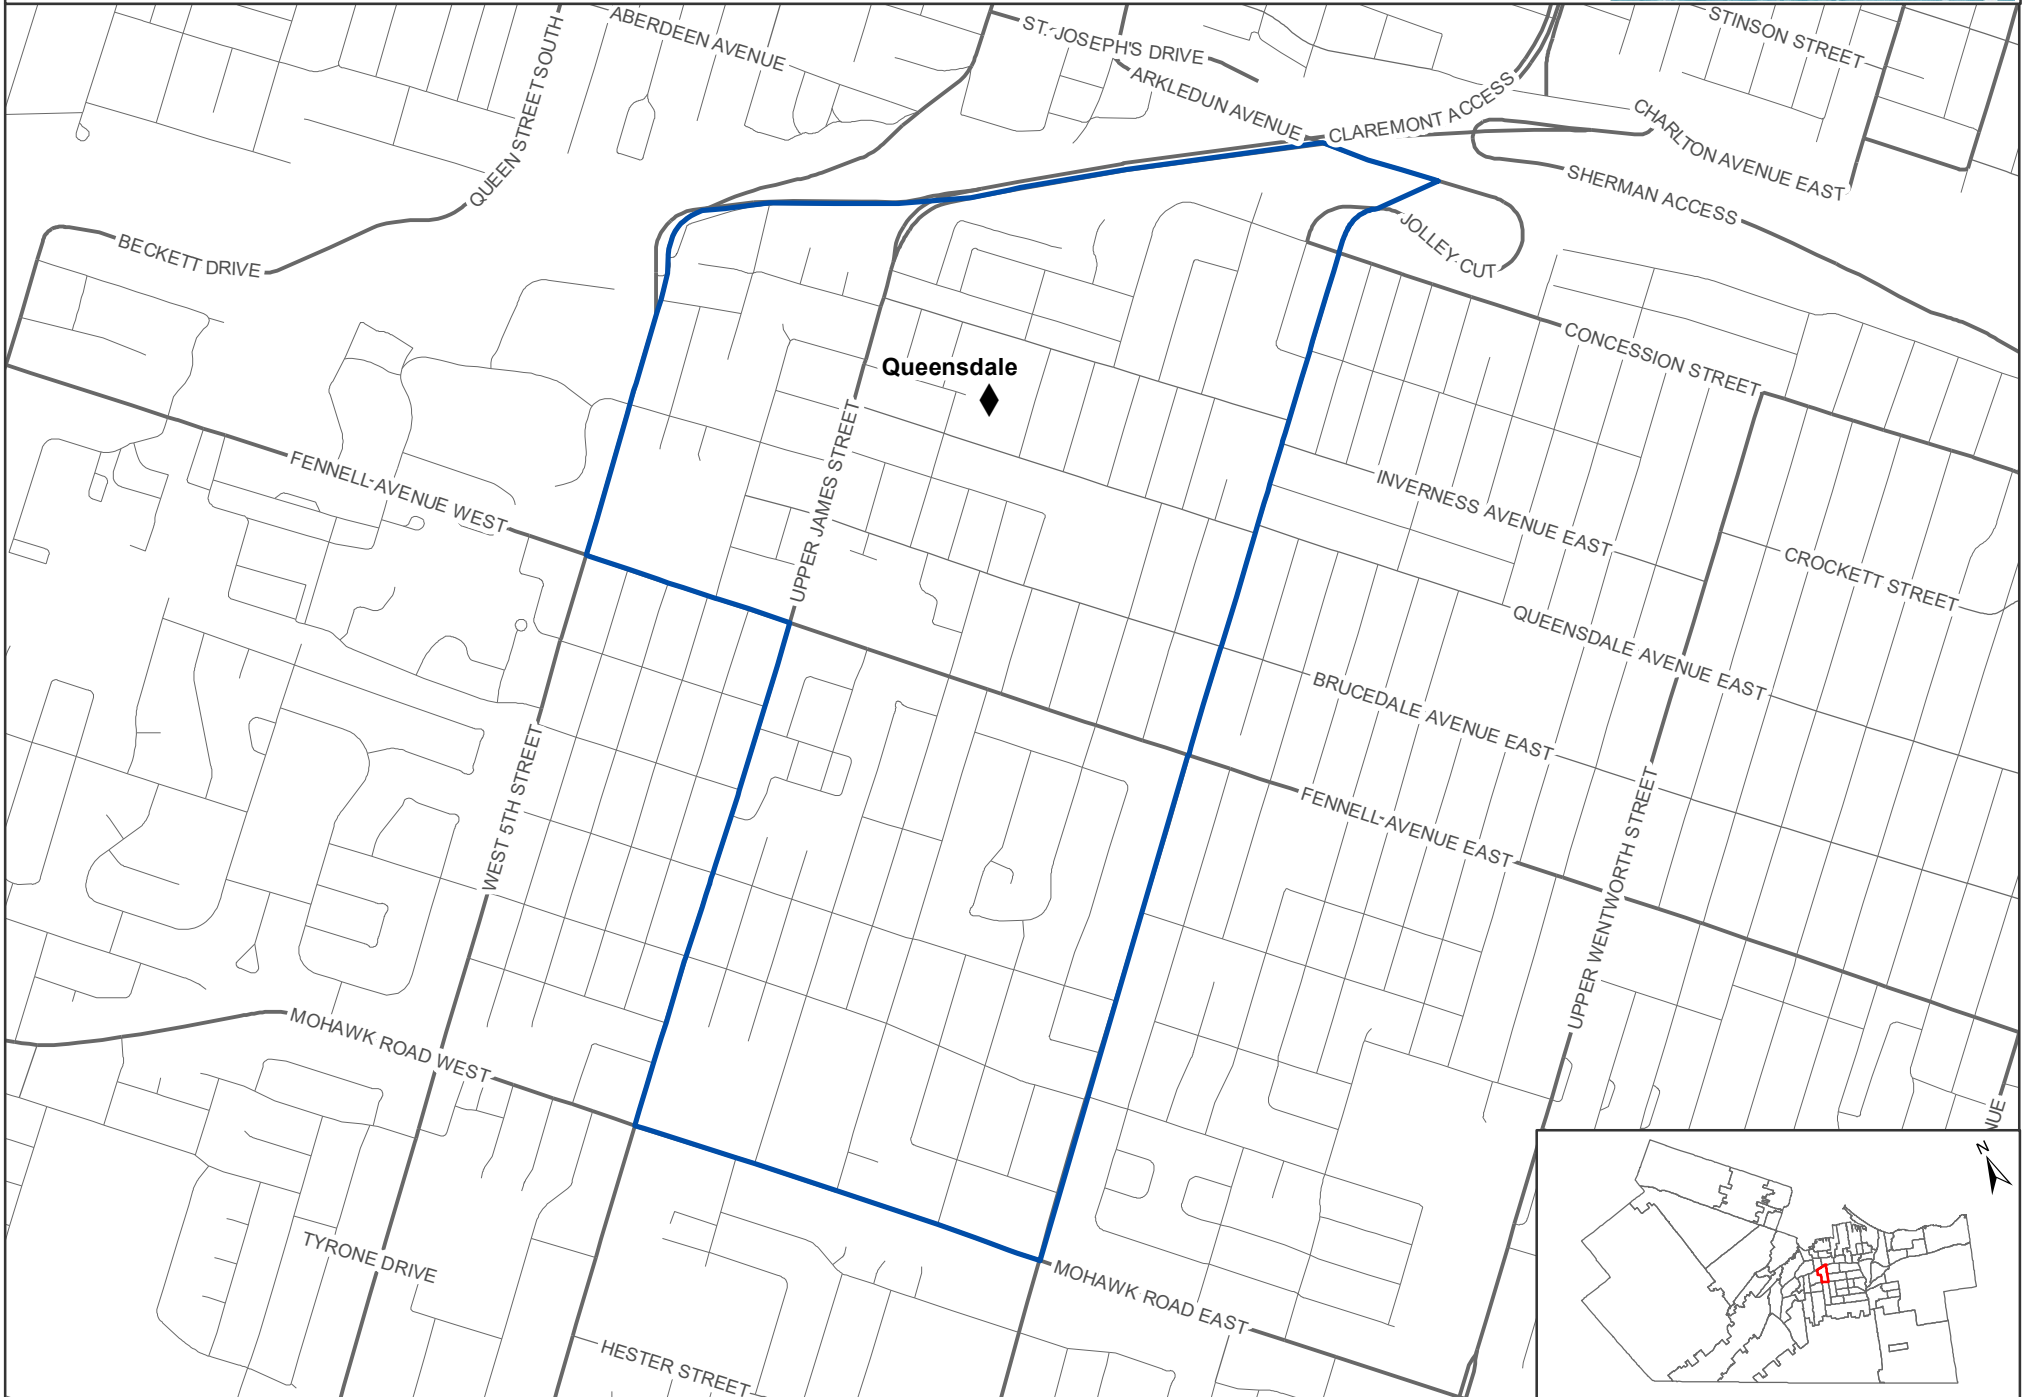 ABERDEEN AVENUE
QUEEN STREET SOUTH
ST. JOSEPH'S DRIVE
ARKLEDUN AVENUE
CLAREMONT ACCESS
STINSON STREET
CHARLTON AVENUE EAST
SHERMAN ACCESS
JOLLEY CUT
BECKETT DRIVE
CONCESSION STREET
Queensdale
UPPER JAMES STREET
FENNELL AVENUE WEST
INVERNESS AVENUE EAST
CROCKETT STREET
QUEENSDALE AVENUE EAST
BRUCEDALE AVENUE EAST
WEST 5TH STREET
FENNELL AVENUE EAST
UPPER WENTWORTH STREET
MOHAWK ROAD WEST
NUE
N
TYRONE DRIVE
MOHAWK ROAD EAST
HESTER STREET